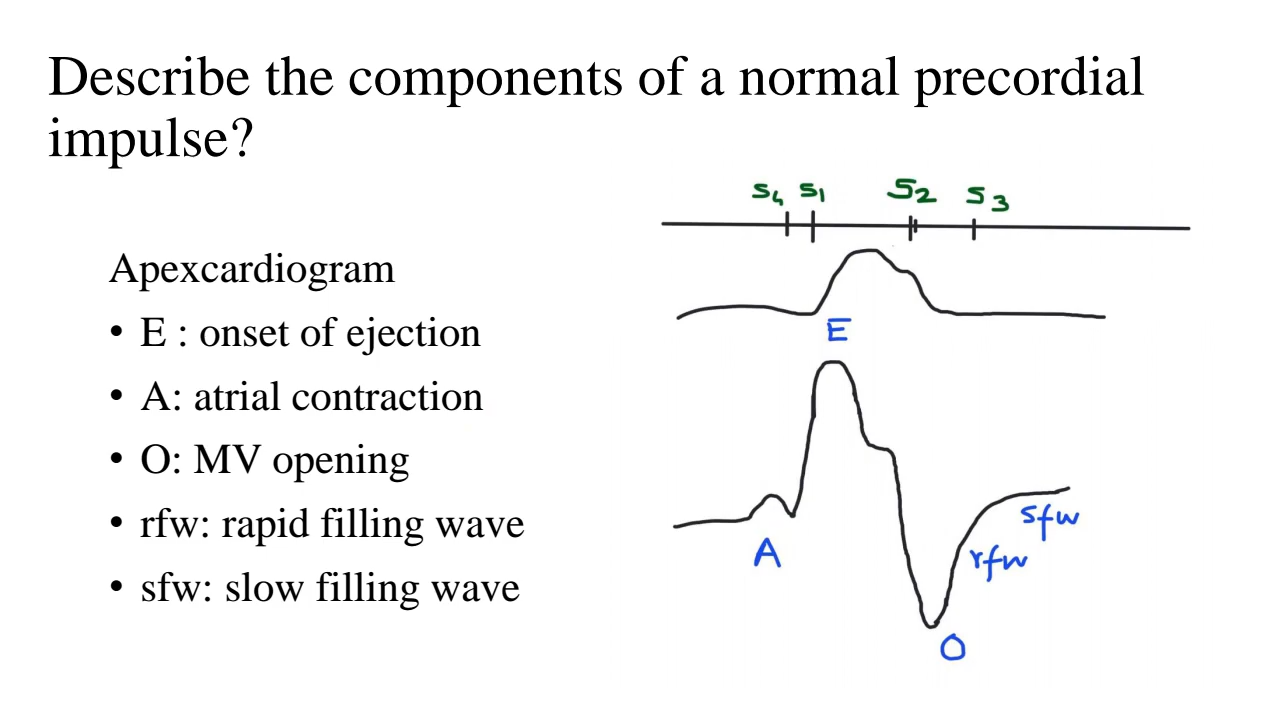 Describe the components of a normal precordial
impulse?
S4 S1 S2 S3
Apexcardiogram
• E : onset of ejection
• A: atrial contraction
• O: MV opening
• rfw: rapid filling wave
• sfw: slow filling wave
E
A
sfw
rfw
O